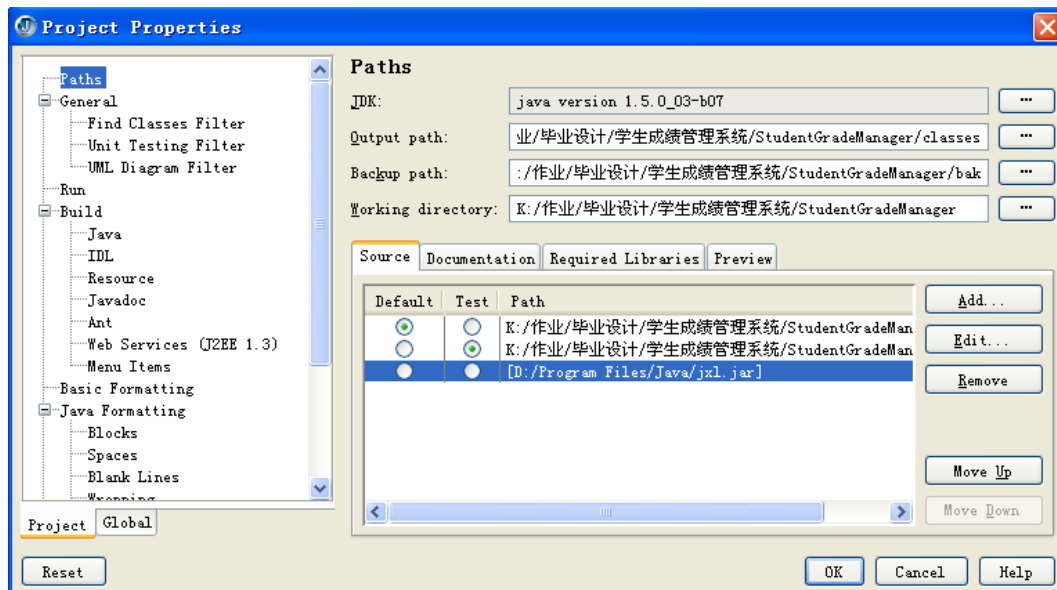 Project Properties
Paths
General
Find Classes Filter
Unit Testing Filter
UML Diagram Filter
Run
Build
Java
IDL
Resource
Javadoc
Ant
Web Services (J2EE 1.3)
Menu Items
Basic Formatting
Java Formatting
Blocks
Spaces
Blank Lines
Wrapping
Project
Global
Paths
JDK:
java version 1.5.0_03-b07
...
Output path:
业/毕业设计/学生成绩管理系统/StudentGradeManager/classes
...
Backup path:
:/作业/毕业设计/学生成绩管理系统/StudentGradeManager/bak
...
Working directory:
K:/作业/毕业设计/学生成绩管理系统/StudentGradeManager
...
Source
Documentation
Required Libraries
Preview
Default
Test
Path
K:/作业/毕业设计/学生成绩管理系统/StudentGradeMan
K:/作业/毕业设计/学生成绩管理系统/StudentGradeMan
[D:/Program Files/Java/jxl.jar]
Add...
Edit...
Remove
Move Up
Move Down
Reset
OK
Cancel
Help